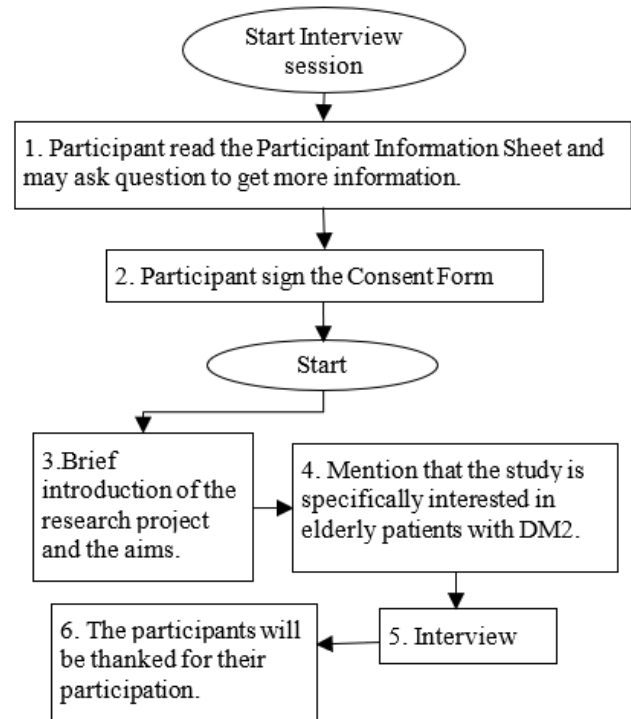 Start Interview
session
1. Participant read the Participant Information Sheet and
may ask question to get more information.
2. Participant sign the Consent Form
Start
3.Brief
introduction of the
research project
and the aims.
4. Mention that the study is
specifically interested in
elderly patients with DM2.
5. Interview
6. The participants will
be thanked for their
participation.